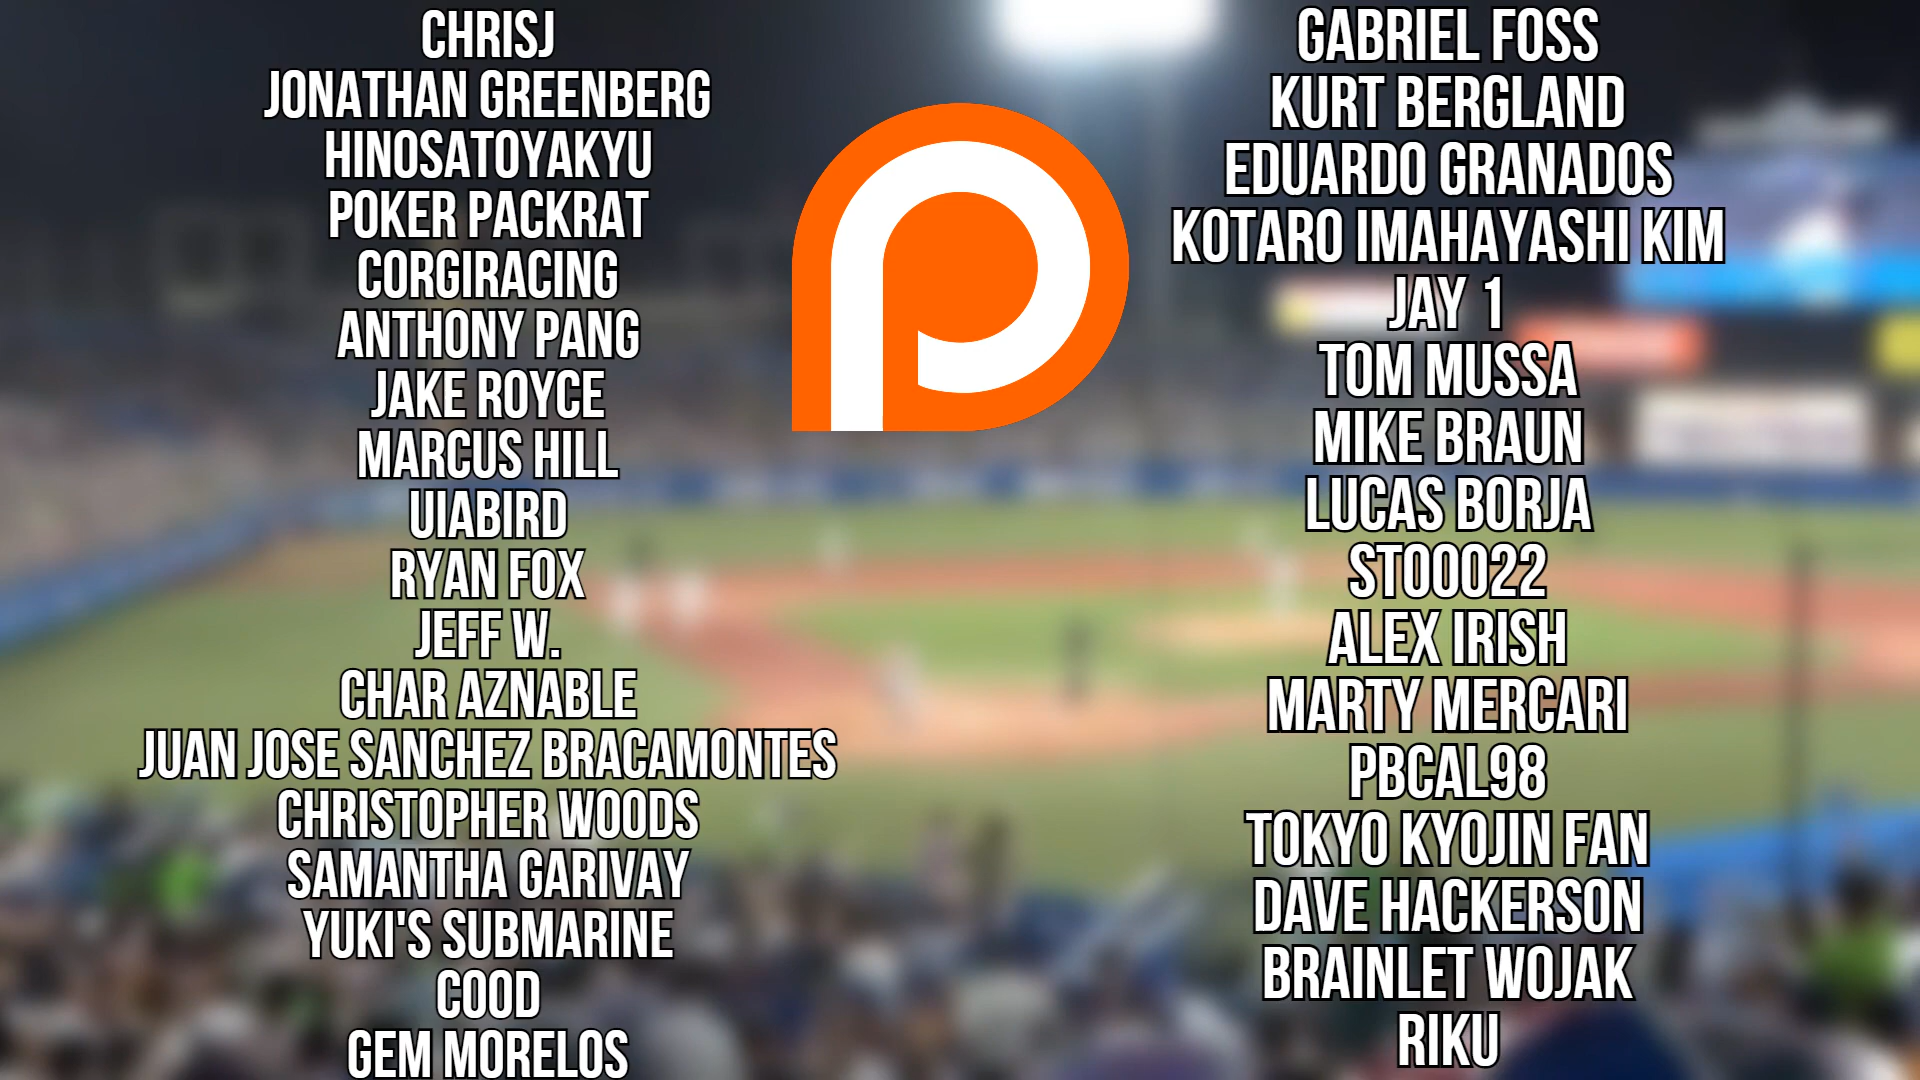 CHRISJ
JONATHAN GREENBERG
HINOSATOYAKYU
POKER PACKRAT
CORGIRACING
ANTHONY PANG
JAKE ROYCE
MARCUS HILL
UIABIRD
RYAN FOX
JEFF W.
CHAR AZNABLE
JUAN JOSE SANCHEZ BRACAMONTES
CHRISTOPHER WOODS
SAMANTHA GARIVAY
YUKI'S SUBMARINE
COOD
GEM MORELOS
GABRIEL FOSS
KURT BERGLAND
EDUARDO GRANADOS
KOTARO IMAHAYASHI KIM
JAY 1
TOM MUSSA
MIKE BRAUN
LUCAS BORJA
ST00022
ALEX IRISH
MARTY MERCARI
PBCAL98
TOKYO KYOJIN FAN
DAVE HACKERSON
BRAINLET WOJAK
RIKU